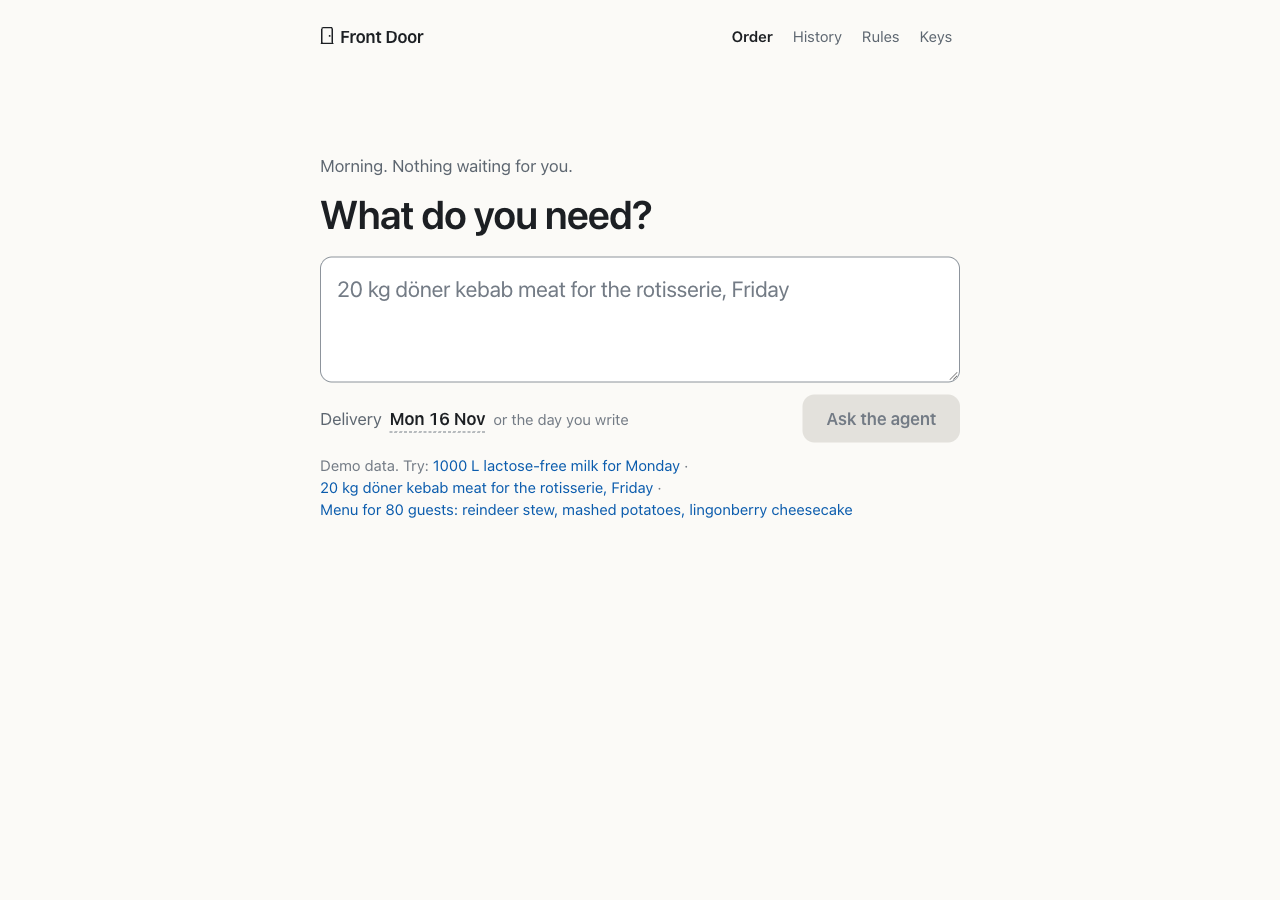 Front Door Order History Rules Keys
Morning. Nothing waiting for you.
What do you need?
20 kg döner kebab meat for the rotisserie, Friday
Delivery Mon 16 Nov or the day you write Ask the agent
Demo data. Try: 1000 L lactose-free milk for Monday ·
20 kg döner kebab meat for the rotisserie, Friday ·
Menu for 80 guests: reindeer stew, mashed potatoes, lingonberry cheesecake